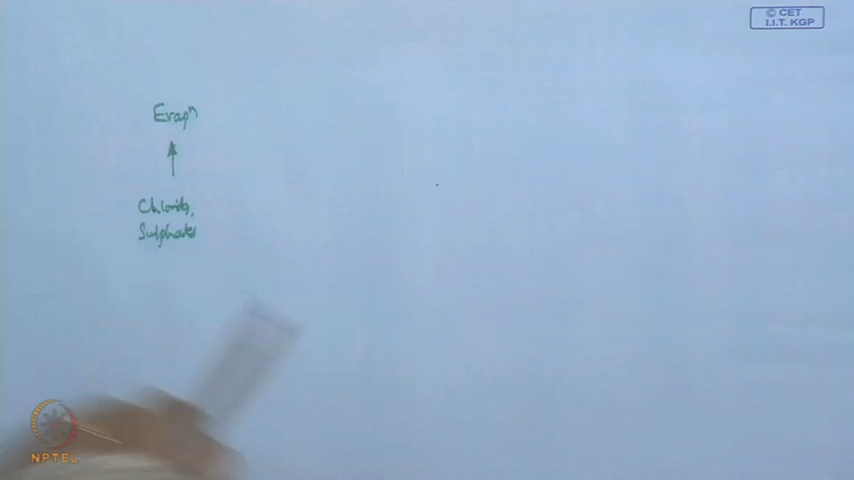 © CET
I.I.T. KGP
Evapⁿ
↑
Chlorides,
Sulphates
NPTEL